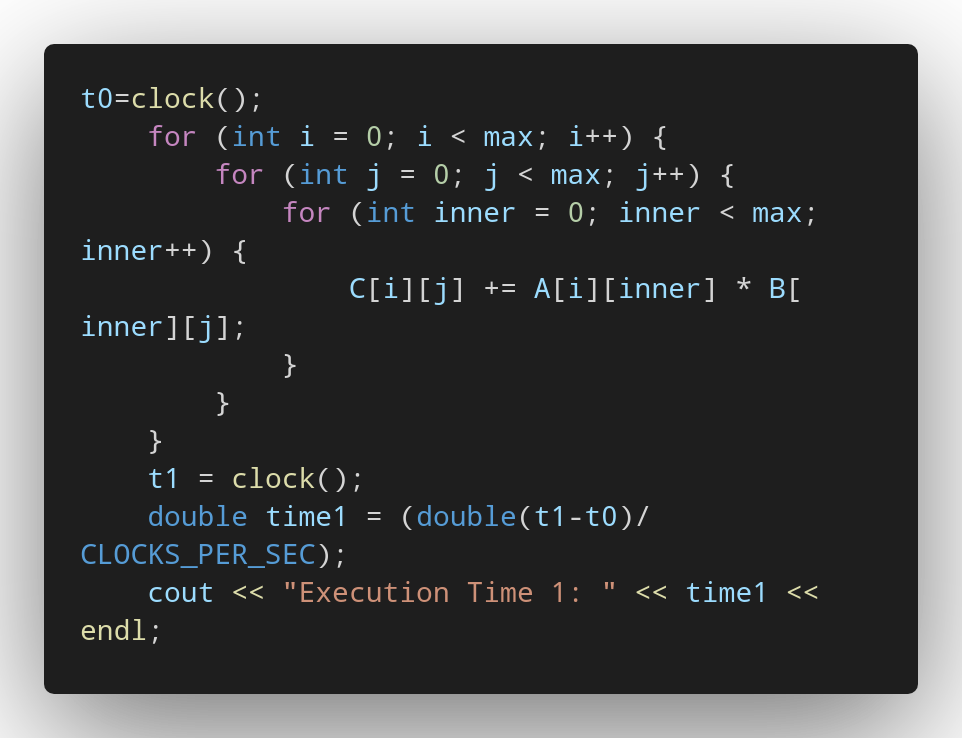 t0=clock();
    for (int i = 0; i < max; i++) {
        for (int j = 0; j < max; j++) {
            for (int inner = 0; inner < max;
inner++) {
                C[i][j] += A[i][inner] * B[
inner][j];
            }
        }
    }
    t1 = clock();
    double time1 = (double(t1-t0)/
CLOCKS_PER_SEC);
    cout << "Execution Time 1: " << time1 <<
endl;